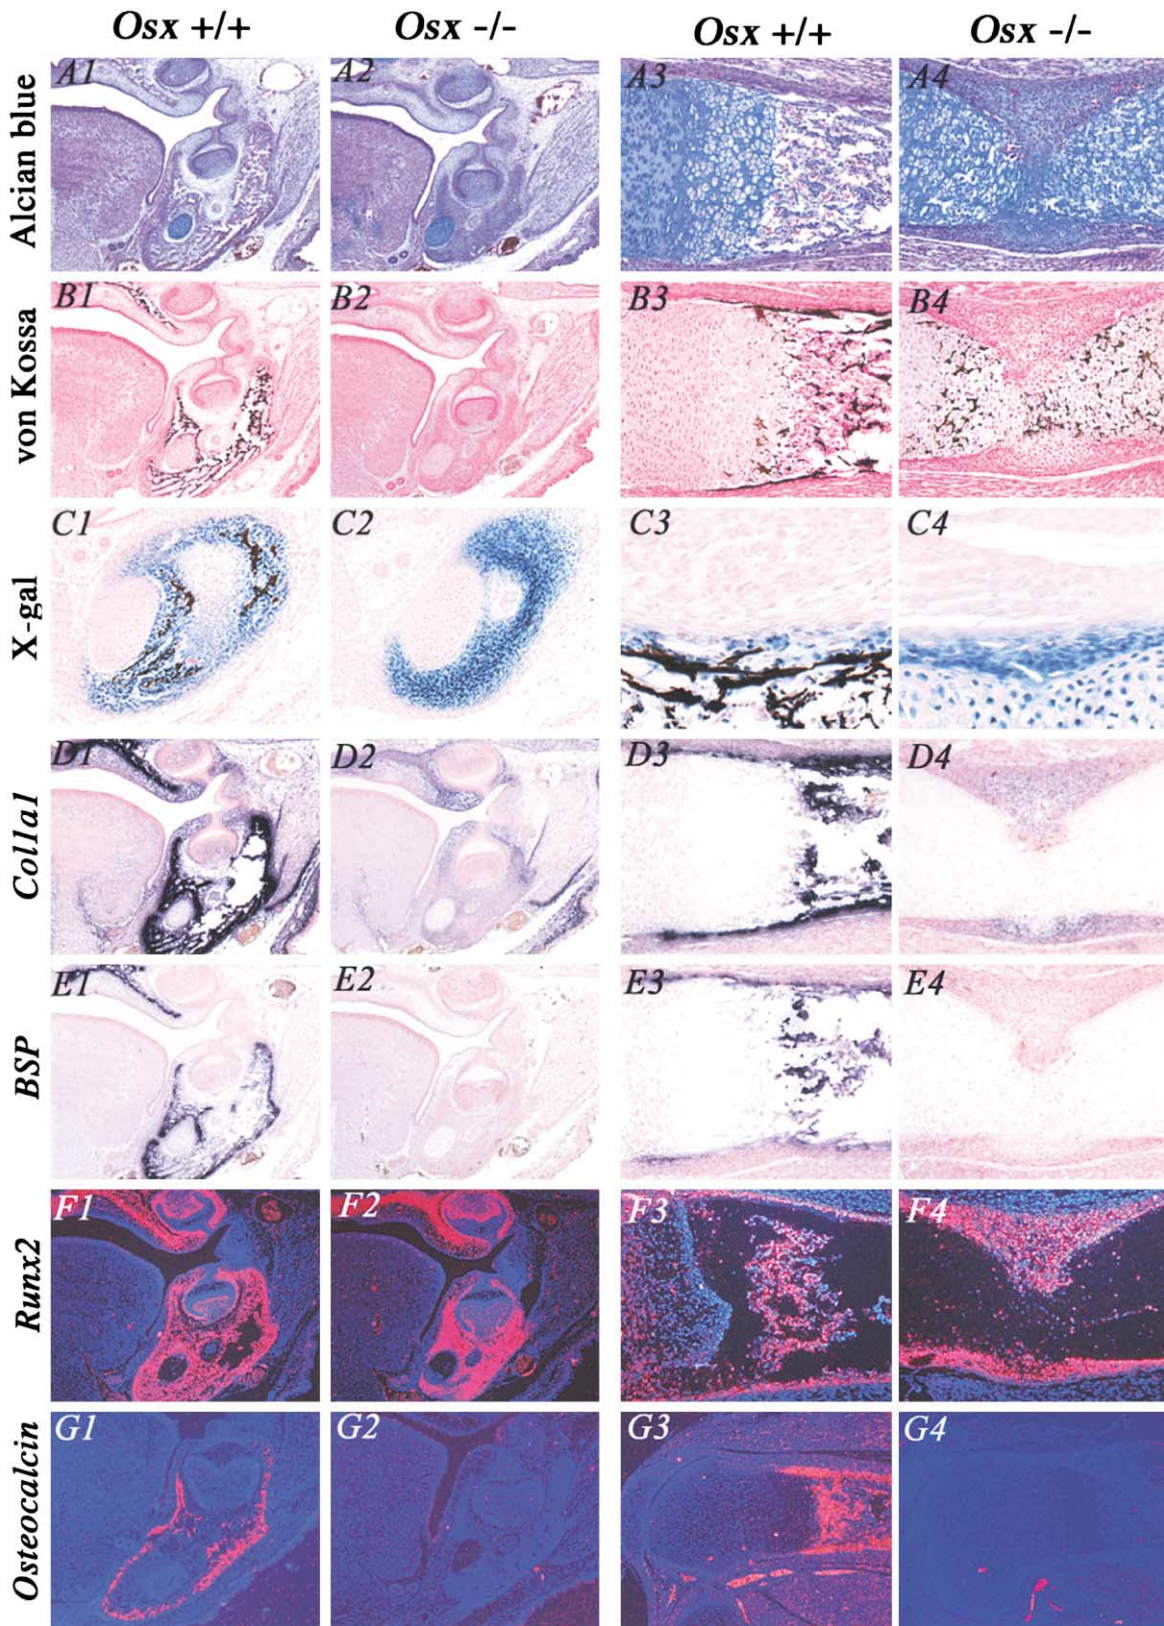 Osx +/+ Osx -/- Osx +/+ Osx -/-
Alcian blue
A1 A2 A3 A4
von Kossa
B1 B2 B3 B4
X-gal
C1 C2 C3 C4
Col1a1
D1 D2 D3 D4
BSP
E1 E2 E3 E4
Runx2
F1 F2 F3 F4
Osteocalcin
G1 G2 G3 G4